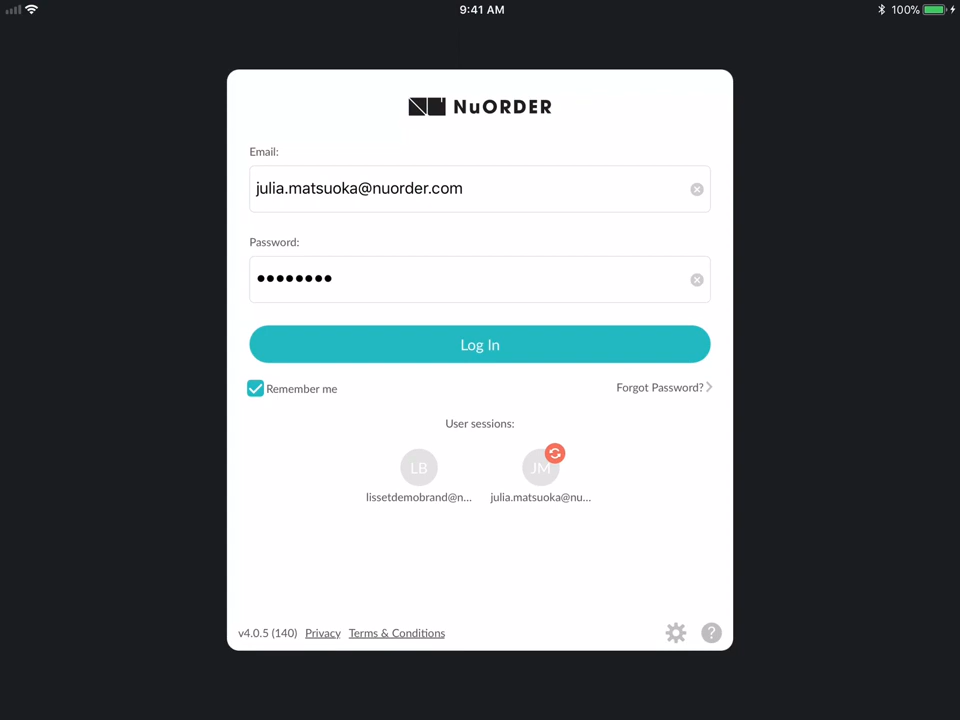 9:41 AM
100%
NuORDER
Email:
julia.matsuoka@nuorder.com
Password:
••••••••
Log In
Remember me
Forgot Password?
User sessions:
LB
JM
lissetdemobrand@n...
julia.matsuoka@nu...
v4.0.5 (140) Privacy Terms & Conditions
?